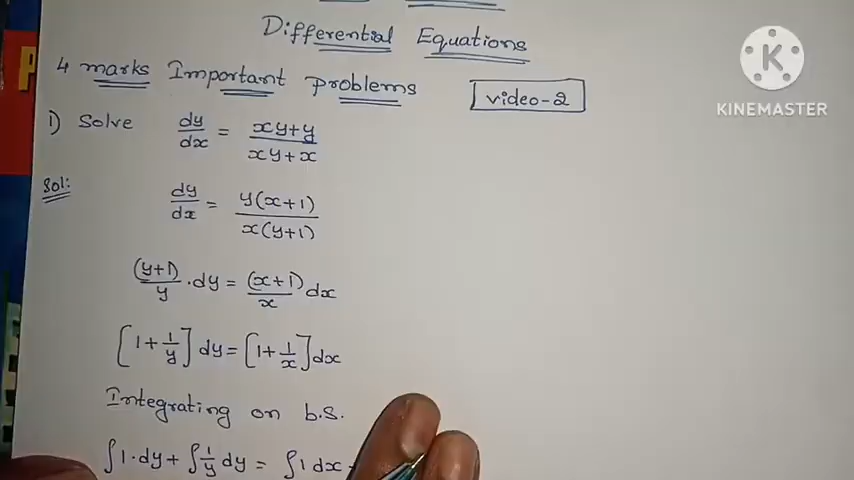 Differential Equations
4 marks Important problems
video-2
K
KINEMASTER
1) Solve dy/dx = xy+y/xy+x
Sol: dy/dx = y(x+1)/x(y+1)
(y+1)/y · dy = (x+1)/x dx
[1+1/y] dy = [1+1/x] dx
Integrating on b.s.
∫1·dy + ∫1/y dy = ∫1 dx